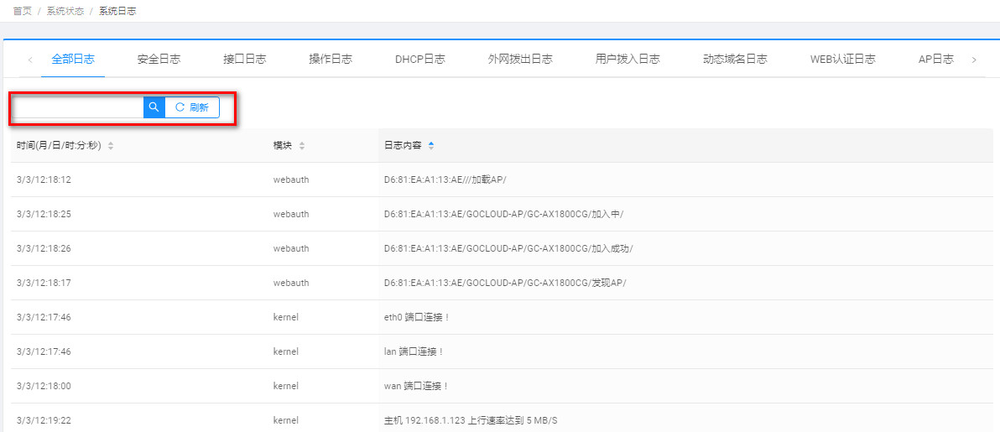 首页 / 系统状态 / 系统日志
全部日志 安全日志 接口日志 操作日志 DHCP日志 外网拨出日志 用户拨入日志 动态域名日志 WEB认证日志 AP日志
刷新
时间(月/日/时:分:秒) 模块 日志内容
3/3/12:18:12 webauth D6:81:EA:A1:13:AE///加载AP/
3/3/12:18:25 webauth D6:81:EA:A1:13:AE/GOCLOUD-AP/GC-AX1800CG/加入中/
3/3/12:18:26 webauth D6:81:EA:A1:13:AE/GOCLOUD-AP/GC-AX1800CG/加入成功/
3/3/12:18:17 webauth D6:81:EA:A1:13:AE/GOCLOUD-AP/GC-AX1800CG/发现AP/
3/3/12:17:46 kernel eth0 端口连接！
3/3/12:17:46 kernel lan 端口连接！
3/3/12:18:00 kernel wan 端口连接！
3/3/12:19:22 kernel 主机 192.168.1.123 上行速率达到 5 MB/S